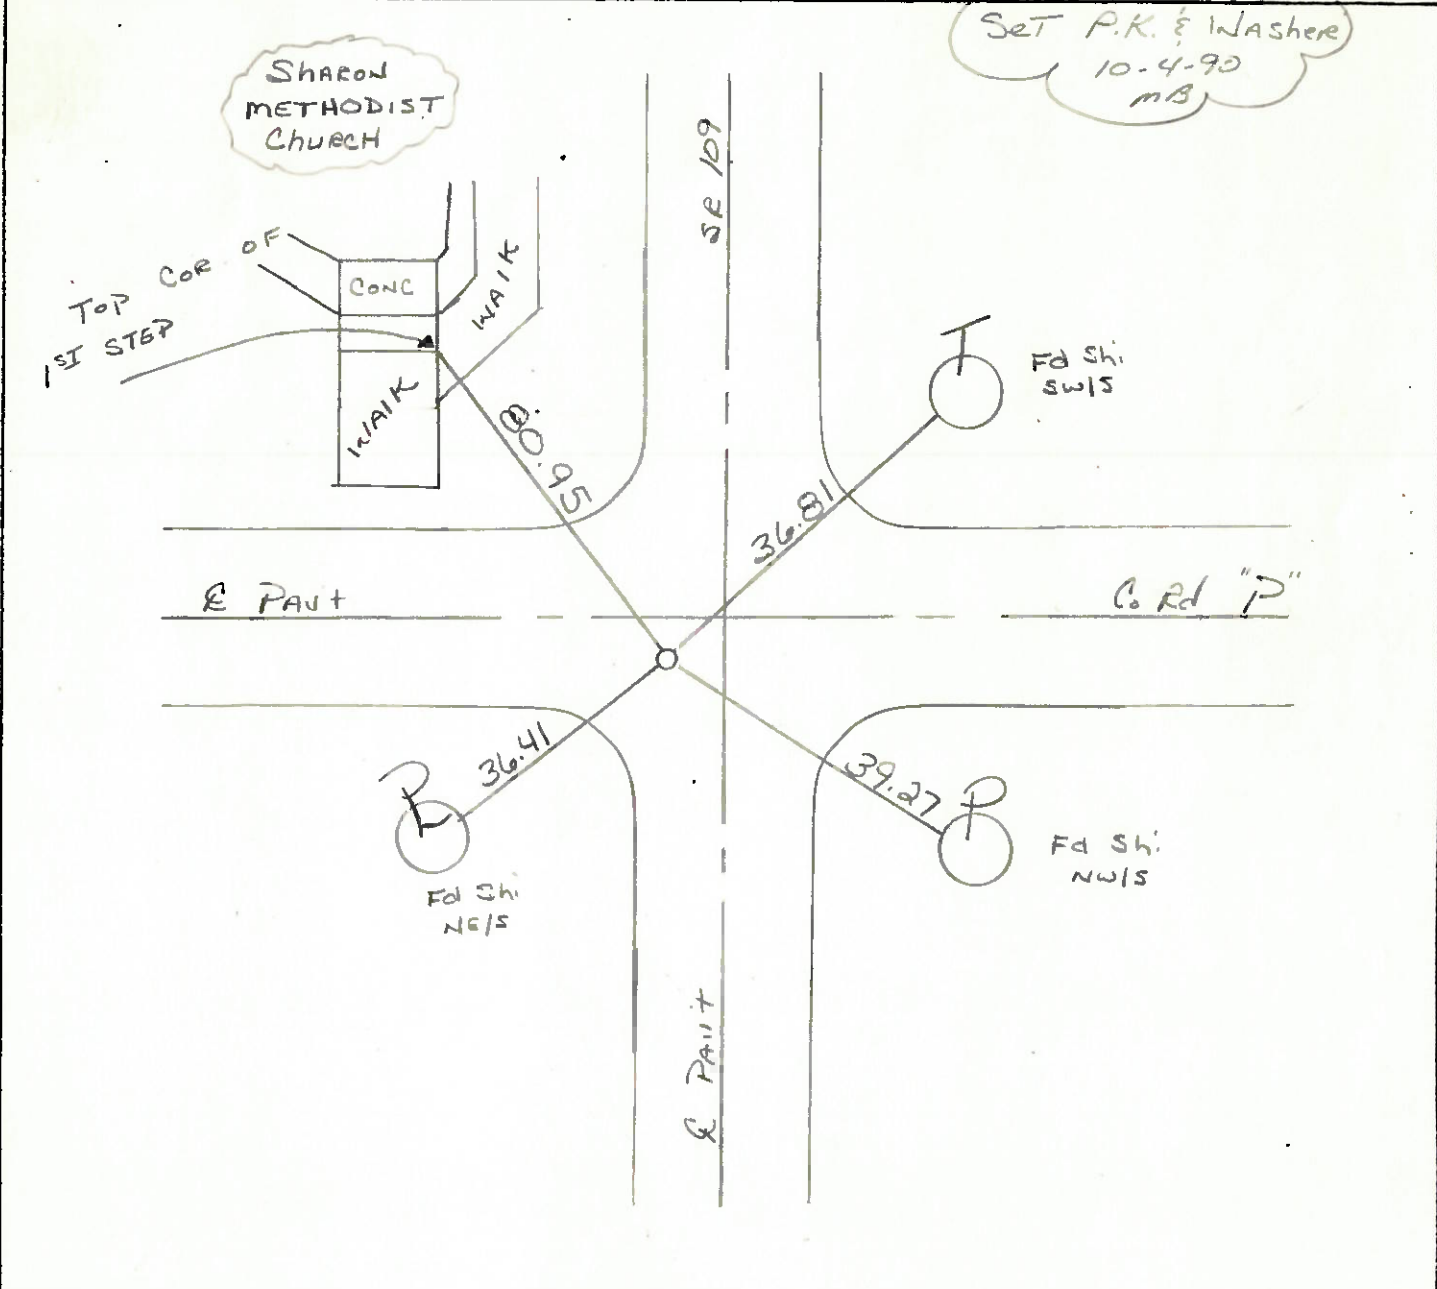 SET P.K. & WASHER
10-4-90
MB
SHARON
METHODIST
CHURCH
SR 109
TOP COR OF
1ST STEP
CONC
WALK
WALK
80.95
T
Fd Sh.
SW/S
36.81
℄ PAVT
Co Rd "P"
36.41
P
Fd Sh.
NE/S
39.27
P
Fd Sh.
NW/S
℄ PAVT